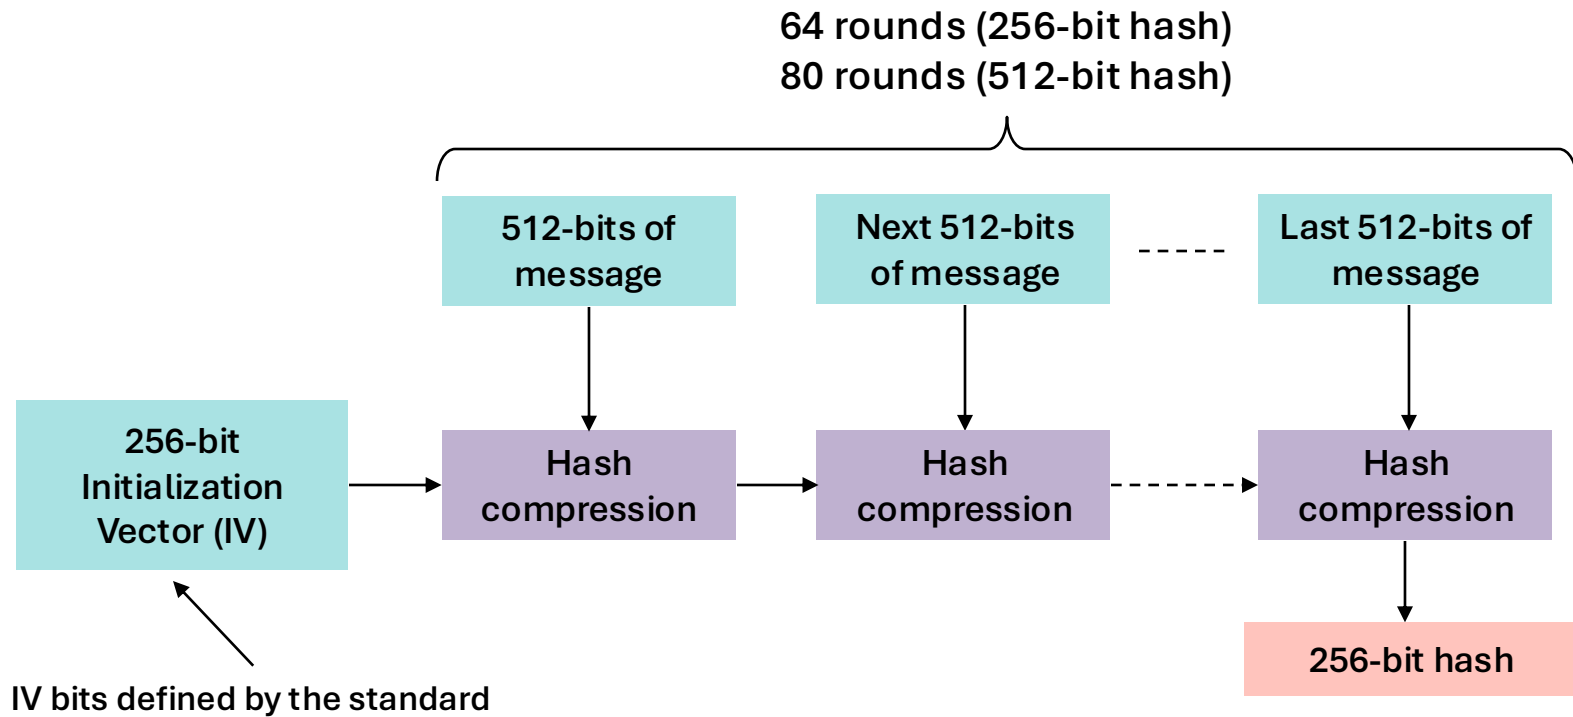 64 rounds (256-bit hash)
80 rounds (512-bit hash)
512-bits of
message
Next 512-bits
of message
Last 512-bits of
message
256-bit
Initialization
Vector (IV)
Hash
compression
Hash
compression
Hash
compression
256-bit hash
IV bits defined by the standard